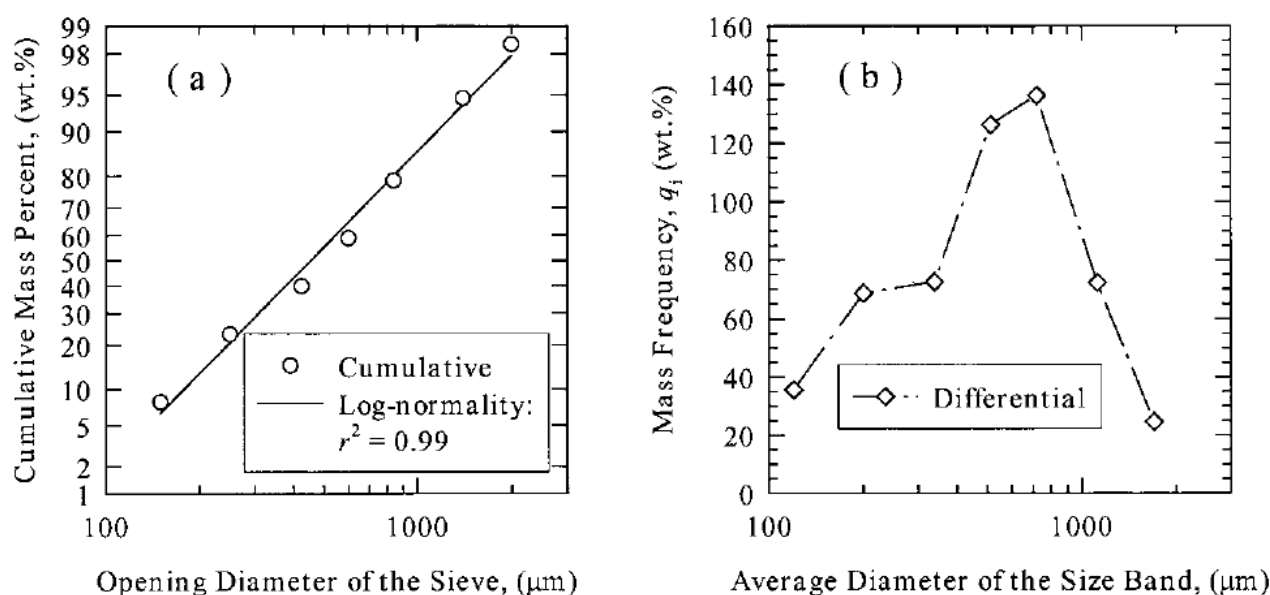 99
98
95
90
80
70
60
50
40
30
20
10
5
2
1
Cumulative Mass Percent, (wt.%)
( a )
Cumulative
Log-normality:
r² = 0.99
100
1000
Opening Diameter of the Sieve, (μm)
160
140
120
100
80
60
40
20
0
Mass Frequency, qᵢ (wt.%)
( b )
Differential
100
1000
Average Diameter of the Size Band, (μm)